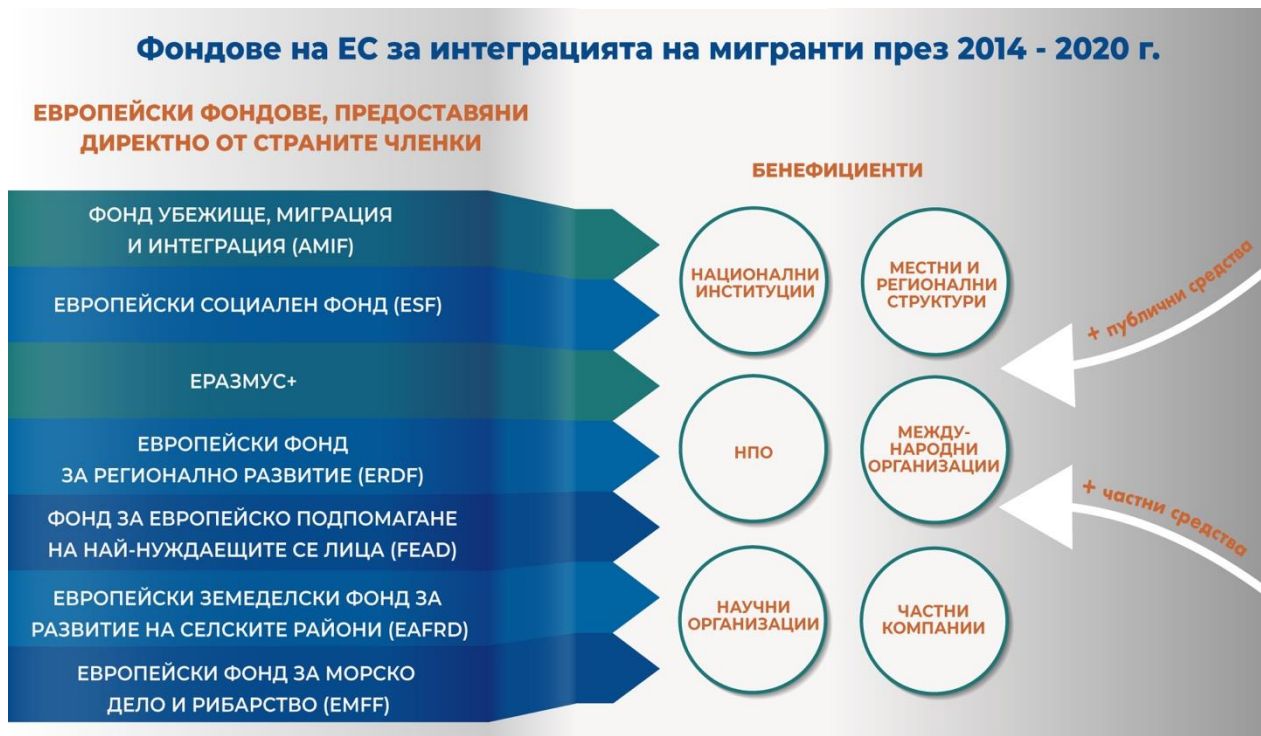 Фондове на ЕС за интеграцията на мигранти през 2014 - 2020 г.
ЕВРОПЕЙСКИ ФОНДОВЕ, ПРЕДОСТАВЯНИ
ДИРЕКТНО ОТ СТРАНИТЕ ЧЛЕНКИ
ФОНД УБЕЖИЩЕ, МИГРАЦИЯ
И ИНТЕГРАЦИЯ (AMIF)
ЕВРОПЕЙСКИ СОЦИАЛЕН ФОНД (ESF)
ЕРАЗМУС+
ЕВРОПЕЙСКИ ФОНД
ЗА РЕГИОНАЛНО РАЗВИТИЕ (ERDF)
ФОНД ЗА ЕВРОПЕЙСКО ПОДПОМАГАНЕ
НА НАЙ-НУЖДАЕЩИТЕ СЕ ЛИЦА (FEAD)
ЕВРОПЕЙСКИ ЗЕМЕДЕЛСКИ ФОНД ЗА
РАЗВИТИЕ НА СЕЛСКИТЕ РАЙОНИ (EAFRD)
ЕВРОПЕЙСКИ ФОНД ЗА МОРСКО
ДЕЛО И РИБАРСТВО (EMFF)
БЕНЕФИЦИЕНТИ
НАЦИОНАЛНИ
ИНСТИТУЦИИ
МЕСТНИ И
РЕГИОНАЛНИ
СТРУКТУРИ
НПО
МЕЖДУ-
НАРОДНИ
ОРГАНИЗАЦИИ
НАУЧНИ
ОРГАНИЗАЦИИ
ЧАСТНИ
КОМПАНИИ
+ публични средства
+ частни средства